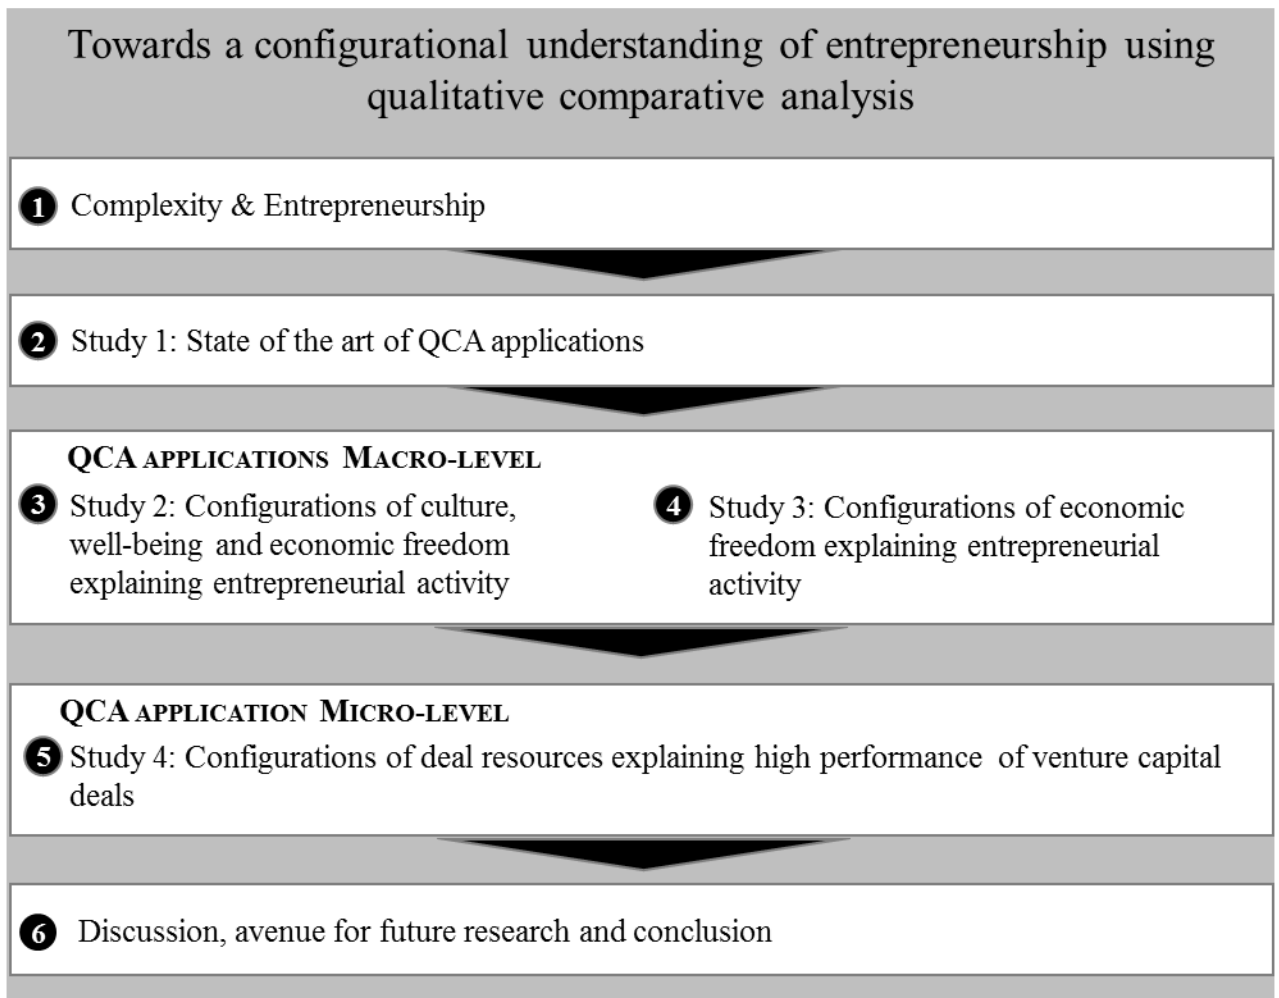 Towards a configurational understanding of entrepreneurship using
qualitative comparative analysis
1 Complexity & Entrepreneurship
2 Study 1: State of the art of QCA applications
QCA APPLICATIONS MACRO-LEVEL
3 Study 2: Configurations of culture,
well-being and economic freedom
explaining entrepreneurial activity
4 Study 3: Configurations of economic
freedom explaining entrepreneurial
activity
QCA APPLICATION MICRO-LEVEL
5 Study 4: Configurations of deal resources explaining high performance of venture capital
deals
6 Discussion, avenue for future research and conclusion